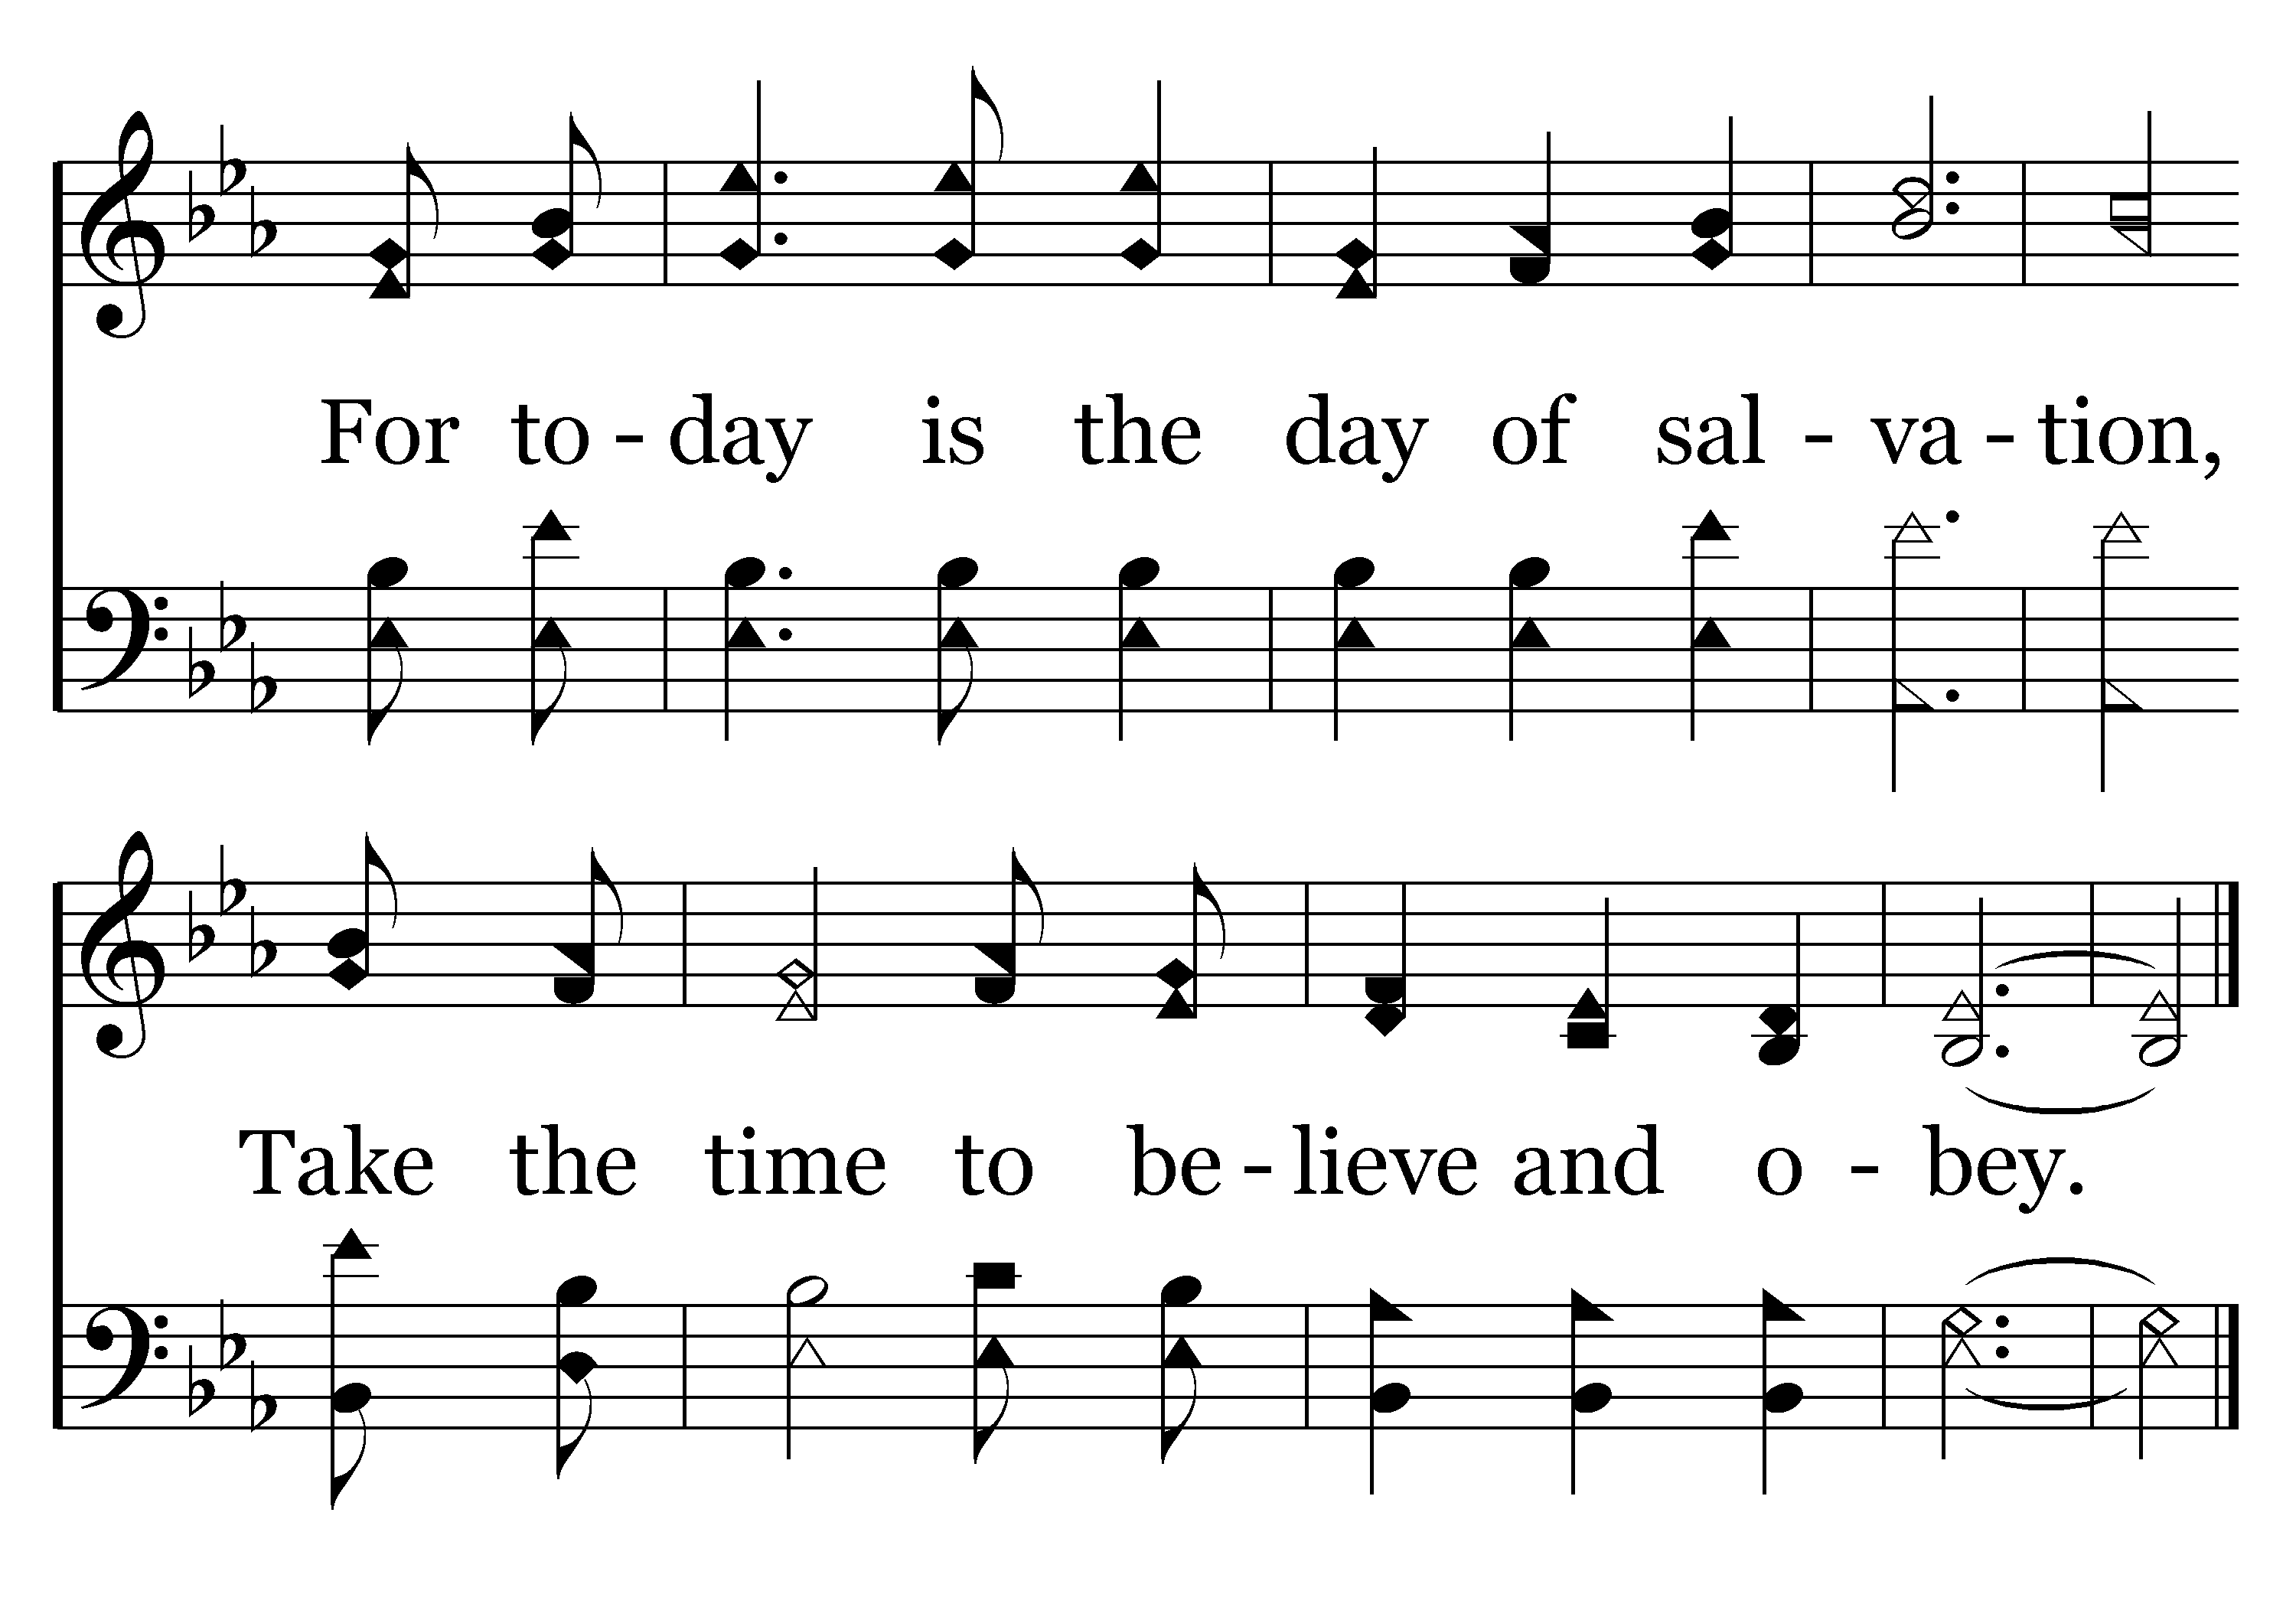 For to - day is the day of sal - va - tion,
Take the time to be - lieve and o - bey.